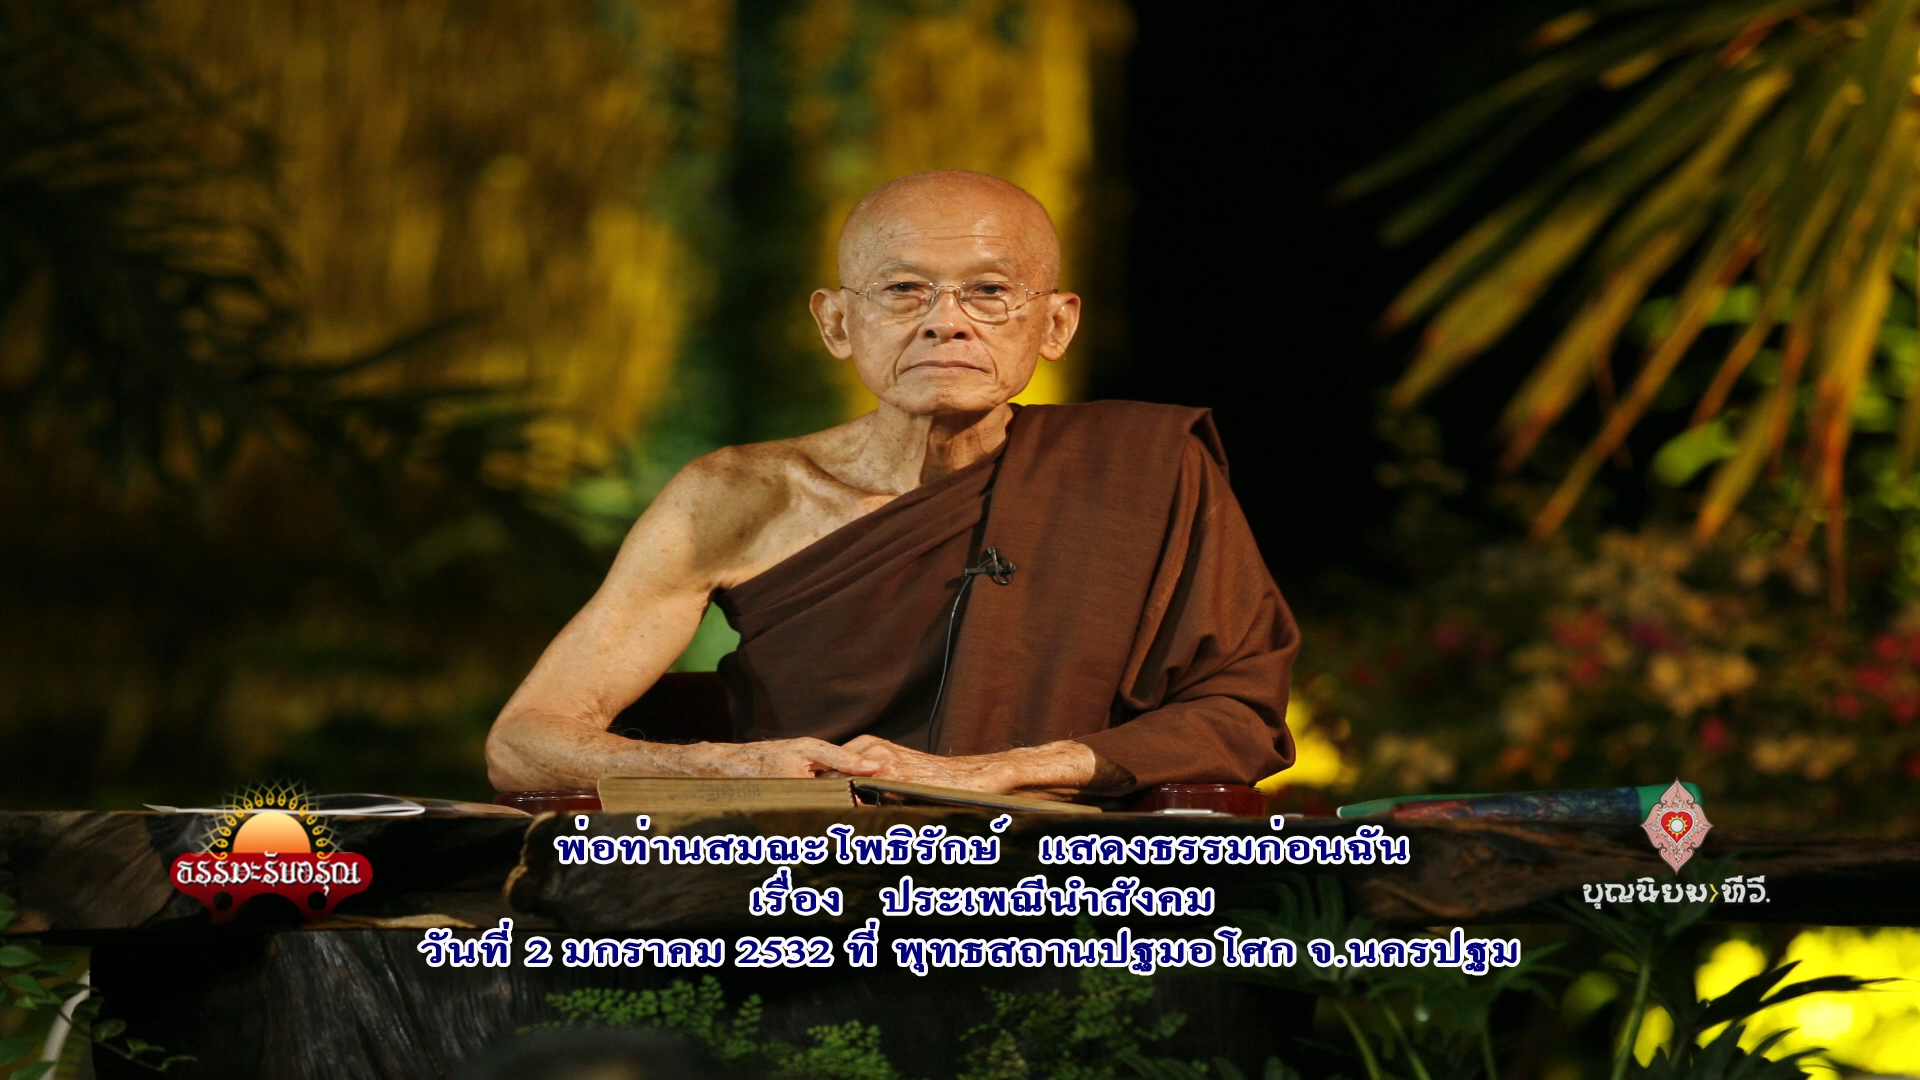 พ่อท่านสมณะโพธิรักษ์ แสดงธรรมก่อนฉัน
เรื่อง ประเพณีนำสังคม
วันที่ 2 มกราคม 2532 ที่ พุทธสถานปฐมอโศก จ.นครปฐม
ธรรมะรับอรุณ
บุญนิยม>ทีวี.